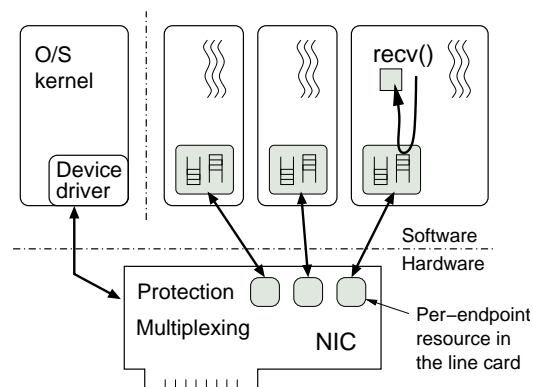 O/S
kernel
recv()
Device
driver
Software
Hardware
Protection
Multiplexing
NIC
Per−endpoint
resource in
the line card